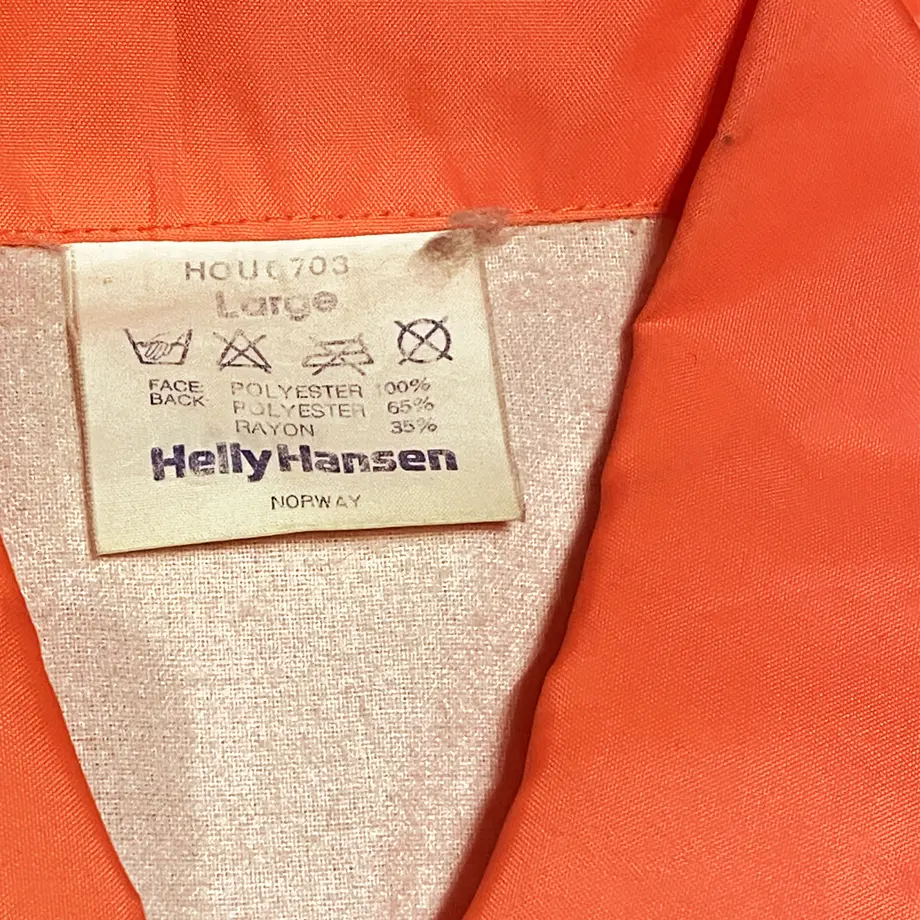 Large
FACE: POLYESTER 100%
BACK: POLYESTER 65%
RAYON 35%
Helly Hansen
NORWAY